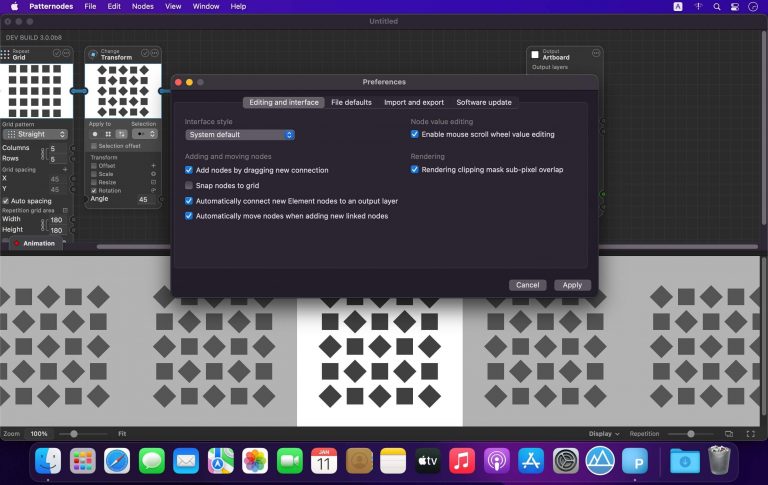 Patternodes File Edit Nodes View Window Help A
Untitled
DEV BUILD 3.0.0b8
Repeat
Grid
Change
Transform
Output
Artboard
Output layers
Grid pattern
Straight
Columns 5
Rows 5
Grid spacing
X 45
Y 45
Auto spacing
Repetition grid area
Width 180
Height 180
Animation
Apply to Selection
Selection offset
Transform
Offset
Scale
Resize
Rotation
Angle 45
Preferences
Editing and interface File defaults Import and export Software update
Interface style
System default
Adding and moving nodes
Add nodes by dragging new connection
Snap nodes to grid
Automatically connect new Element nodes to an output layer
Automatically move nodes when adding new linked nodes
Node value editing
Enable mouse scroll wheel value editing
Rendering
Rendering clipping mask sub-pixel overlap
Cancel Apply
Zoom 100% Fit Display Repetition
JAN
11
tv
P